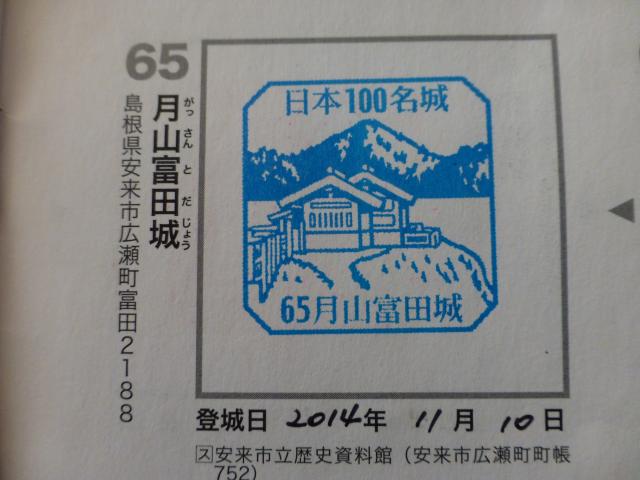 65
月山富田城
がっさんとだじょう
島根県安来市広瀬町富田2188
日本100名城
65月山富田城
登城日 2014年 11月 10日
ス安来市立歴史資料館（安来市広瀬町町帳
752）